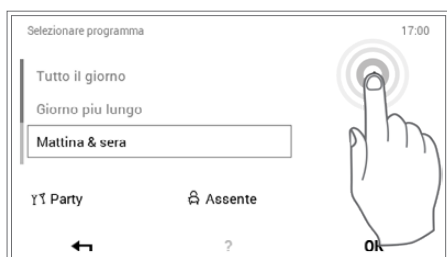 Selezionare programma 17:00
Tutto il giorno
Giorno piu lungo
Mattina & sera
Party Assente
? OK